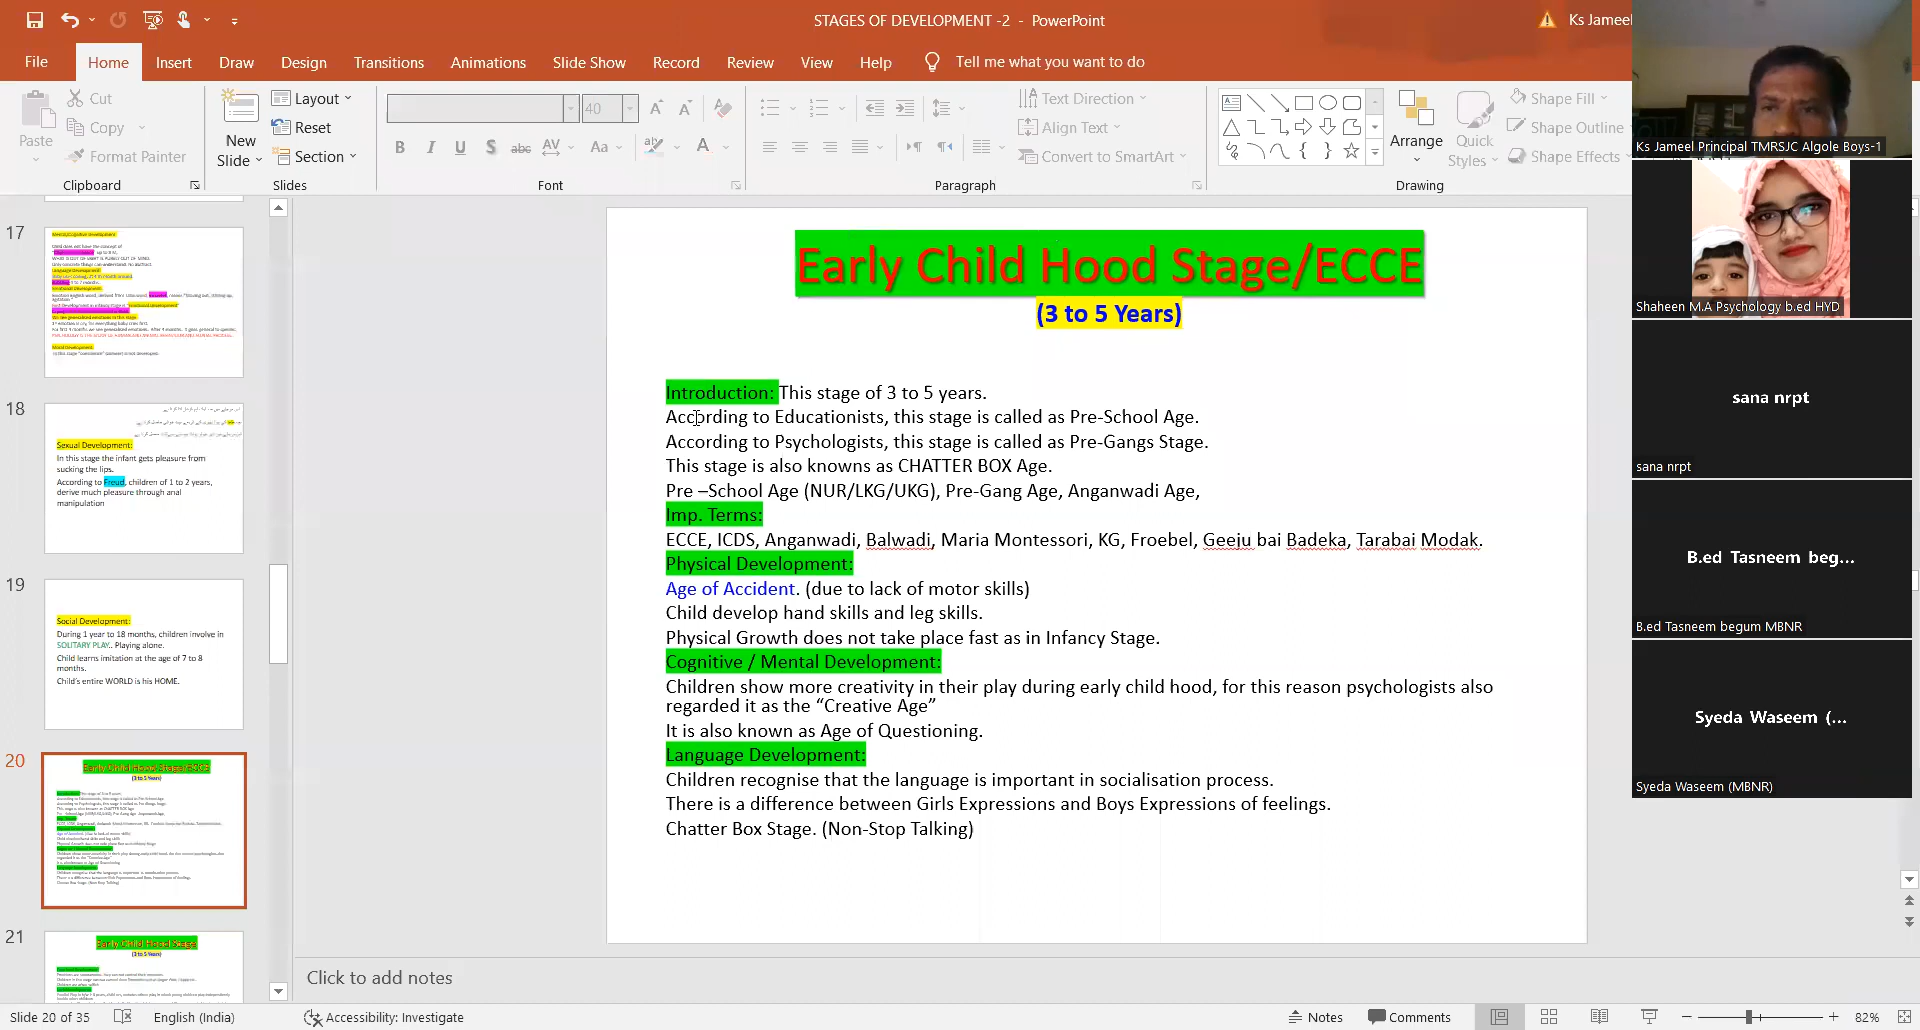 STAGES OF DEVELOPMENT -2 - PowerPoint
Ks Jameel
File Home Insert Draw Design Transitions Animations Slide Show Record Review View Help Tell me what you want to do
Paste
Cut
Copy
Format Painter
Clipboard
New Slide
Layout
Reset
Section
Slides
40
B I U S abc AV Aa A
Font
Text Direction
Align Text
Convert to SmartArt
Paragraph
Arrange
Quick Styles
Shape Fill
Shape Outline
Shape Effects
Drawing
17
18
Sexual Development:
In this stage the infant gets pleasure from
sucking the lips.
According to Freud, children of 1 to 2 years,
derive much pleasure through anal
manipulation
19
Social Development:
During 1 year to 18 months, children involve in
SOLITARY PLAY.. Playing alone.
Child learns imitation at the age of 7 to 8
months.
Child's entire WORLD is his HOME.
20
Early Child Hood Stage/ECCE
(3 to 5 Years)
21
Early Child Hood Stage
(3 to 5 Years)
Early Child Hood Stage/ECCE
(3 to 5 Years)
Introduction: This stage of 3 to 5 years.
According to Educationists, this stage is called as Pre-School Age.
According to Psychologists, this stage is called as Pre-Gangs Stage.
This stage is also knowns as CHATTER BOX Age.
Pre –School Age (NUR/LKG/UKG), Pre-Gang Age, Anganwadi Age,
Imp. Terms:
ECCE, ICDS, Anganwadi, Balwadi, Maria Montessori, KG, Froebel, Geeju bai Badeka, Tarabai Modak.
Physical Development:
Age of Accident. (due to lack of motor skills)
Child develop hand skills and leg skills.
Physical Growth does not take place fast as in Infancy Stage.
Cognitive / Mental Development:
Children show more creativity in their play during early child hood, for this reason psychologists also
regarded it as the “Creative Age”
It is also known as Age of Questioning.
Language Development:
Children recognise that the language is important in socialisation process.
There is a difference between Girls Expressions and Boys Expressions of feelings.
Chatter Box Stage. (Non-Stop Talking)
Click to add notes
Slide 20 of 35 English (India) Accessibility: Investigate Notes Comments 82%
Ks Jameel Principal TMRSJC Algole Boys-1
Shaheen M.A Psychology b.ed HYD
sana nrpt
sana nrpt
B.ed Tasneem beg...
B.ed Tasneem begum MBNR
Syeda Waseem (...
Syeda Waseem (MBNR)